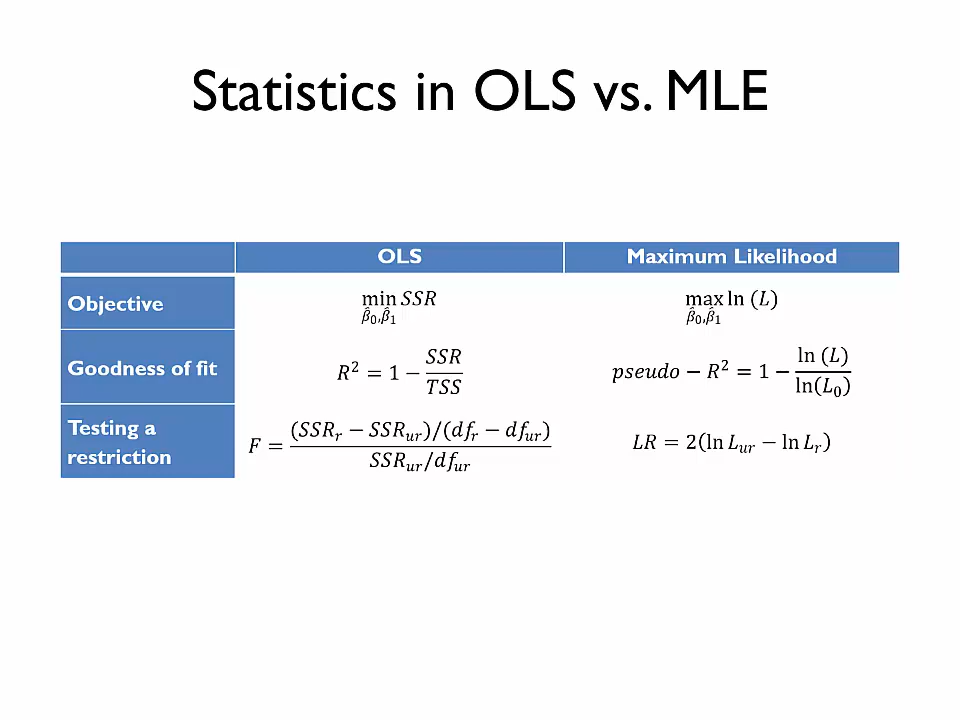 Statistics in OLS vs. MLE
OLS Maximum Likelihood
Objective
min SSR
β̂₀,β̂₁
max ln (L)
β̂₀,β̂₁
Goodness of fit
R² = 1 − SSR/TSS
pseudo − R² = 1 − ln (L)/ln(L₀)
Testing a
restriction
F = (SSRᵣ − SSRᵤᵣ)/(dfᵣ − dfᵤᵣ) / SSRᵤᵣ/dfᵤᵣ
LR = 2(ln Lᵤᵣ − ln Lᵣ)